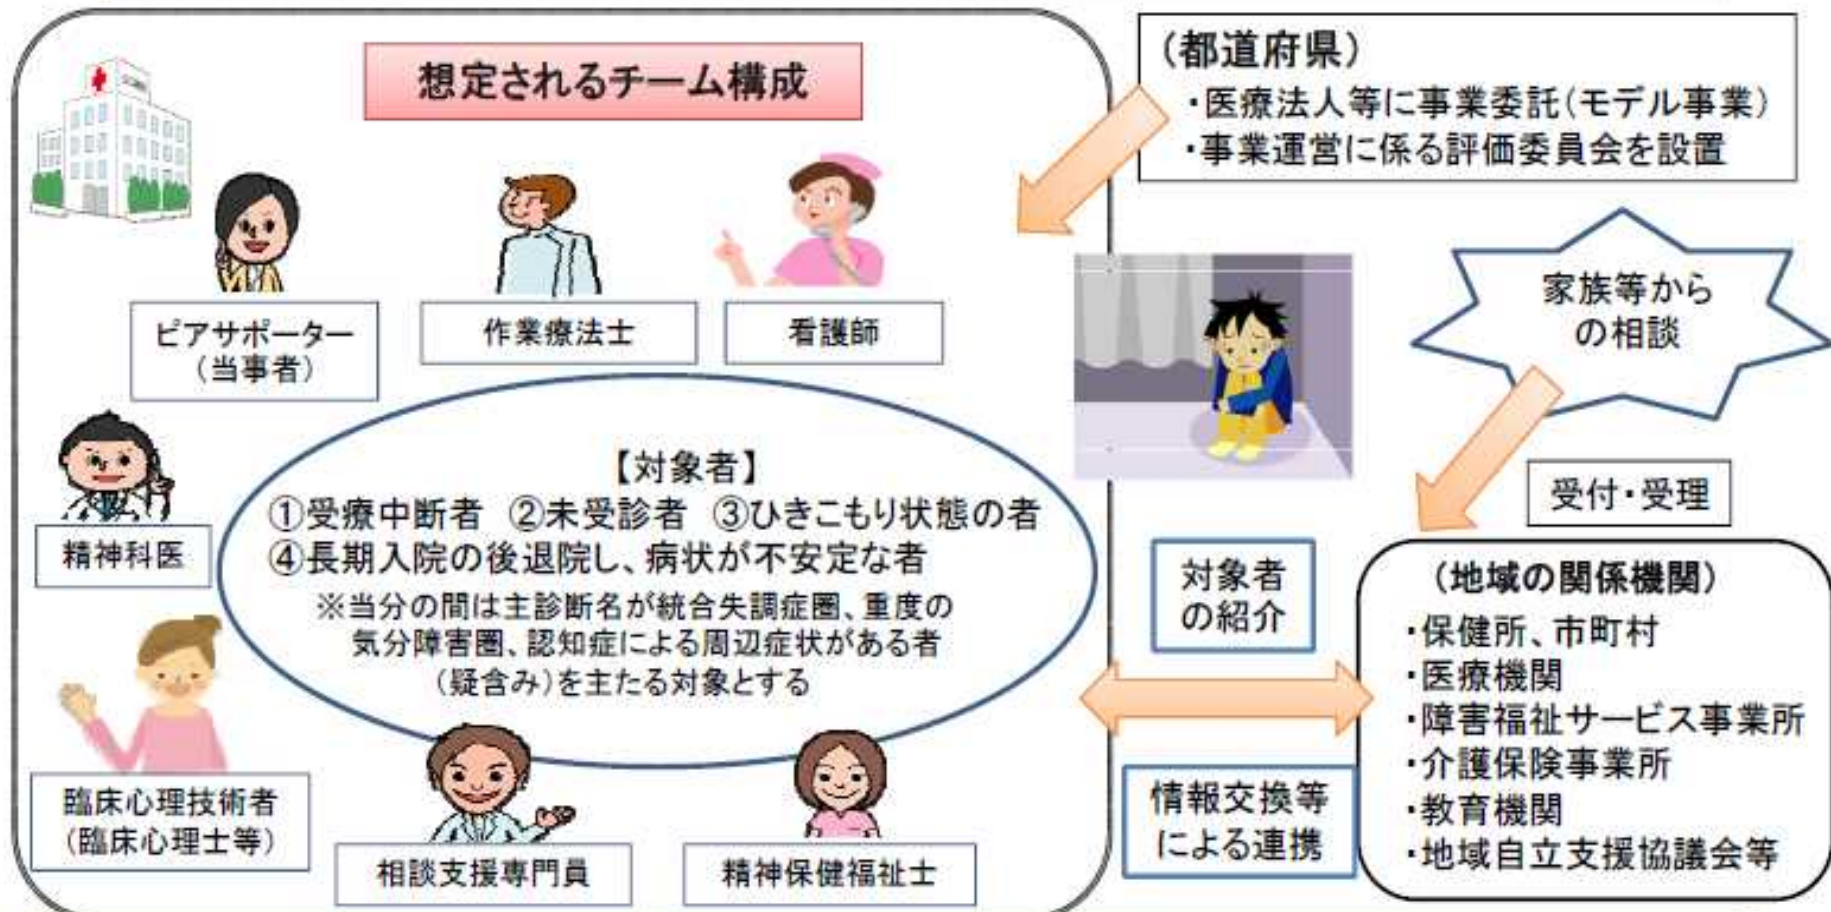 想定されるチーム構成
(都道府県)
・医療法人等に事業委託(モデル事業)
・事業運営に係る評価委員会を設置
ピアサポーター
(当事者)
作業療法士
看護師
家族等から
の相談
精神科医
【対象者】
①受療中断者 ②未受診者 ③ひきこもり状態の者
④長期入院の後退院し、病状が不安定な者
※当分の間は主診断名が統合失調症圏、重度の
気分障害圏、認知症による周辺症状がある者
(疑含み)を主たる対象とする
受付・受理
対象者
の紹介
(地域の関係機関)
・保健所、市町村
・医療機関
・障害福祉サービス事業所
・介護保険事業所
・教育機関
・地域自立支援協議会等
情報交換等
による連携
臨床心理技術者
(臨床心理士等)
相談支援専門員
精神保健福祉士